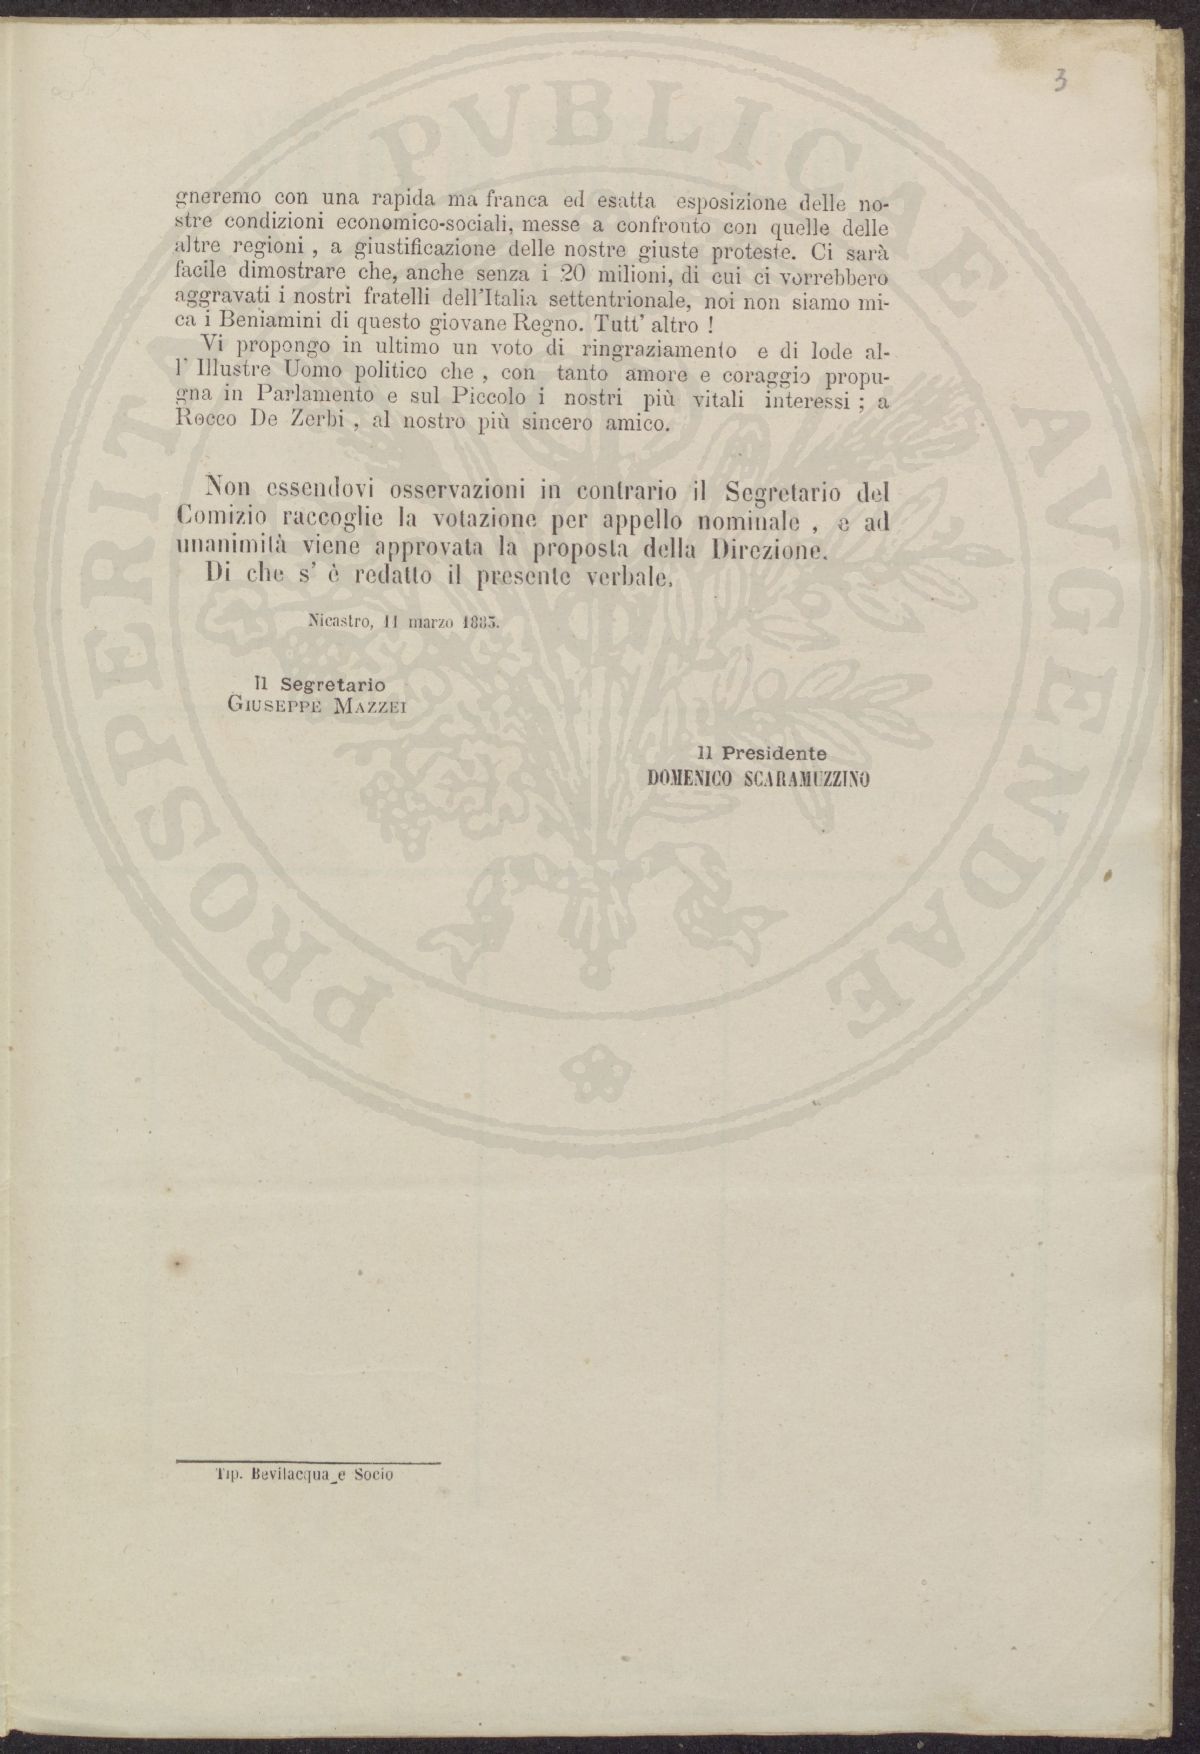 3
gneremo con una rapida ma franca ed esatta esposizione delle no-
stre condizioni economico-sociali, messe a confronto con quelle delle
altre regioni , a giustificazione delle nostre giuste proteste. Ci sarà
facile dimostrare che, anche senza i 20 milioni, di cui ci vorrebbero
aggravati i nostri fratelli dell'Italia settentrionale, noi non siamo mi-
ca i Beniamini di questo giovane Regno. Tutt' altro !
Vi propongo in ultimo un voto di ringraziamento e di lode al-
l' Illustre Uomo politico che , con tanto amore e coraggio propu-
gna in Parlamento e sul Piccolo i nostri più vitali interessi ; a
Rocco De Zerbi , al nostro più sincero amico.
Non essendovi osservazioni in contrario il Segretario del
Comizio raccoglie la votazione per appello nominale , e ad
unanimità viene approvata la proposta della Direzione.
Di che s' è redatto il presente verbale.
Nicastro, 11 marzo 1885.
Il Segretario
GIUSEPPE MAZZEI
Il Presidente
DOMENICO SCARAMUZZINO
Tip. Bevilacqua e Socio
PROSPERITATI PVBLICAE AVGENDAE